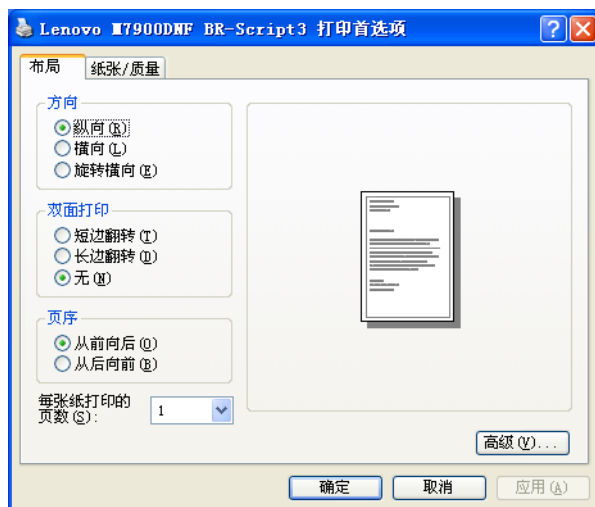 Lenovo M7900DNF BR-Script3 打印首选项
布局 纸张/质量
方向
纵向(R)
横向(L)
旋转横向(E)
双面打印
短边翻转(T)
长边翻转(D)
无(N)
页序
从前向后(O)
从后向前(B)
每张纸打印的
页数(S): 1
高级(V)...
确定 取消 应用(A)